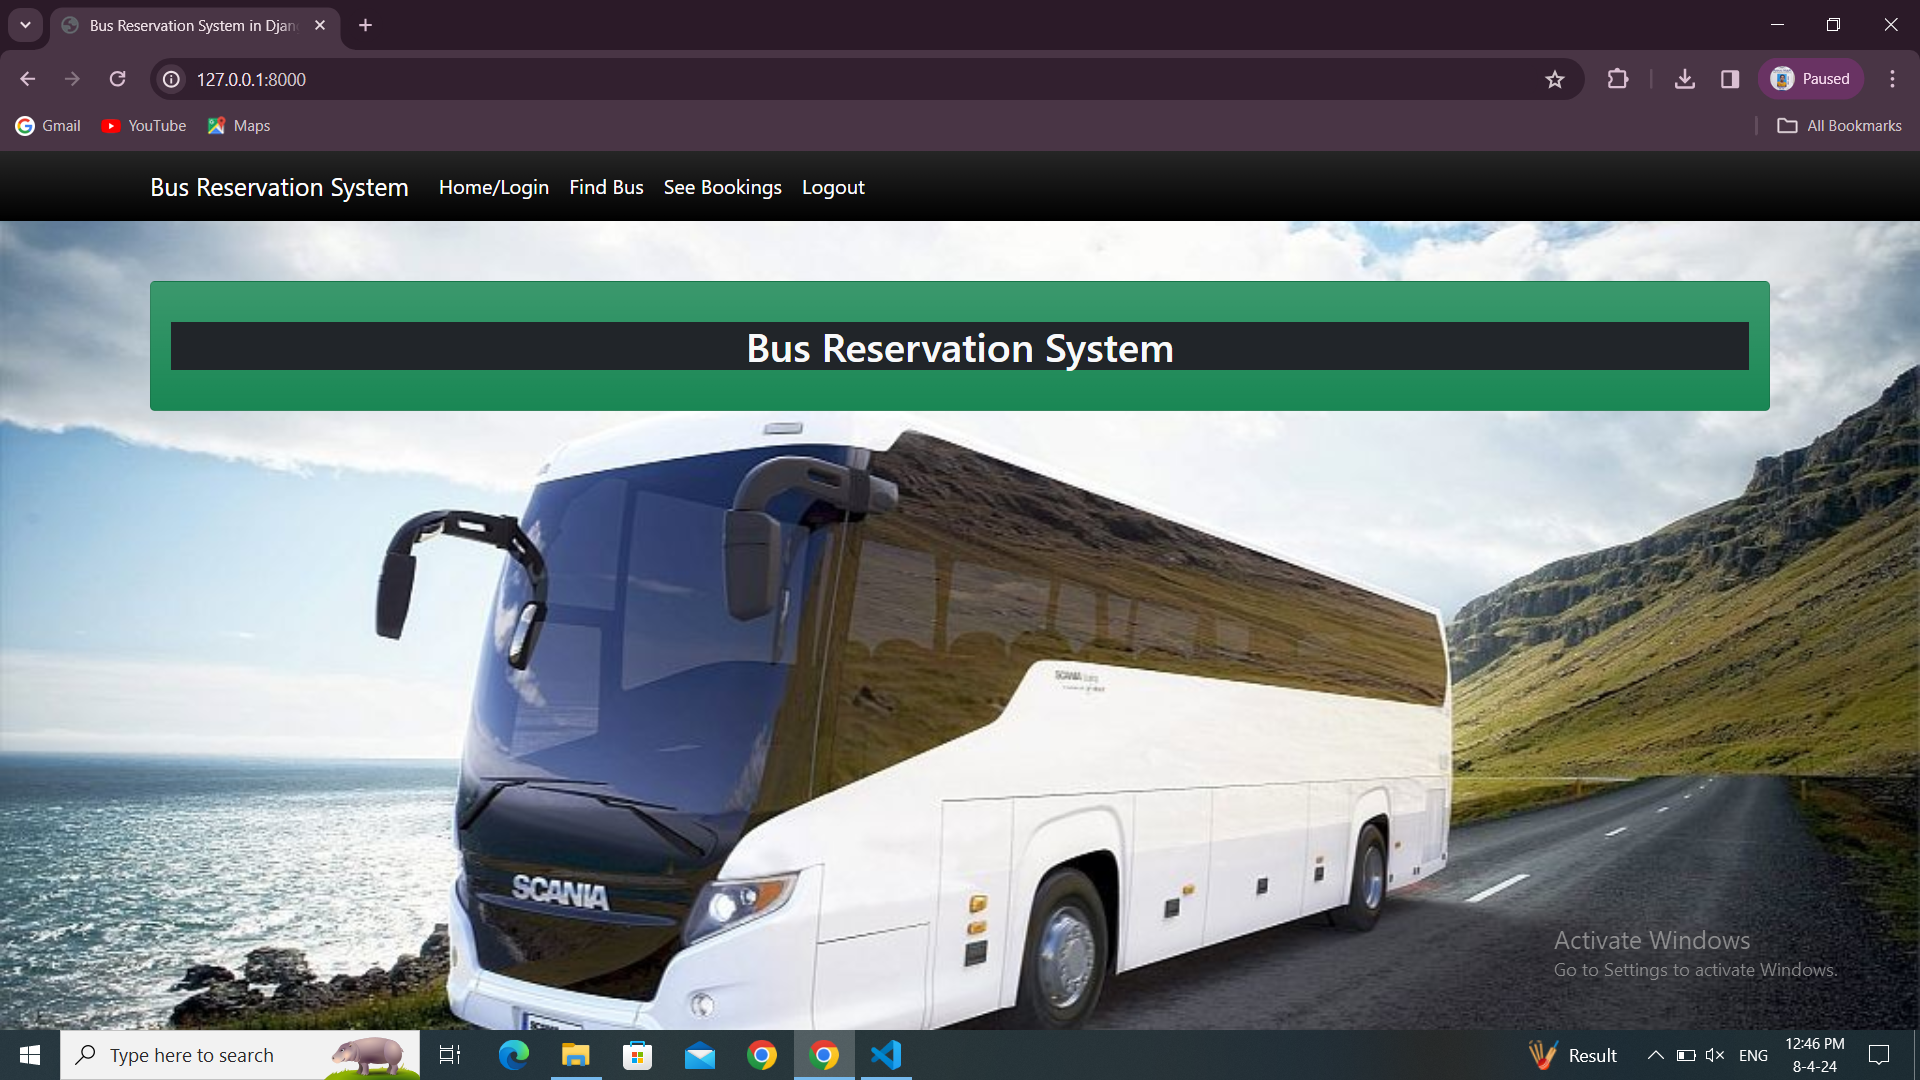 Bus Reservation System in Djan
127.0.0.1:8000
Paused
Gmail
YouTube
Maps
All Bookmarks
Bus Reservation System
Home/Login
Find Bus
See Bookings
Logout
Bus Reservation System
SCANIA
SCANIA
Activate Windows
Go to Settings to activate Windows.
Type here to search
Result
ENG
12:46 PM
8-4-24